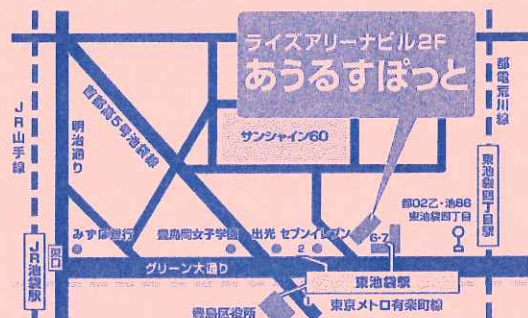 ライズアリーナビル2F
あうるすぽっと
都電荒川線
JR山手線
明治通り
首都高5号池袋線
サンシャイン60
東池袋四丁目駅
都02乙・池86
東池袋四丁目
みずほ銀行
豊島岡女子学園
出光
セブンイレブン
6・7
2
JR池袋駅
東口
グリーン大通り
東池袋駅
1
豊島区役所
東京メトロ有楽町線